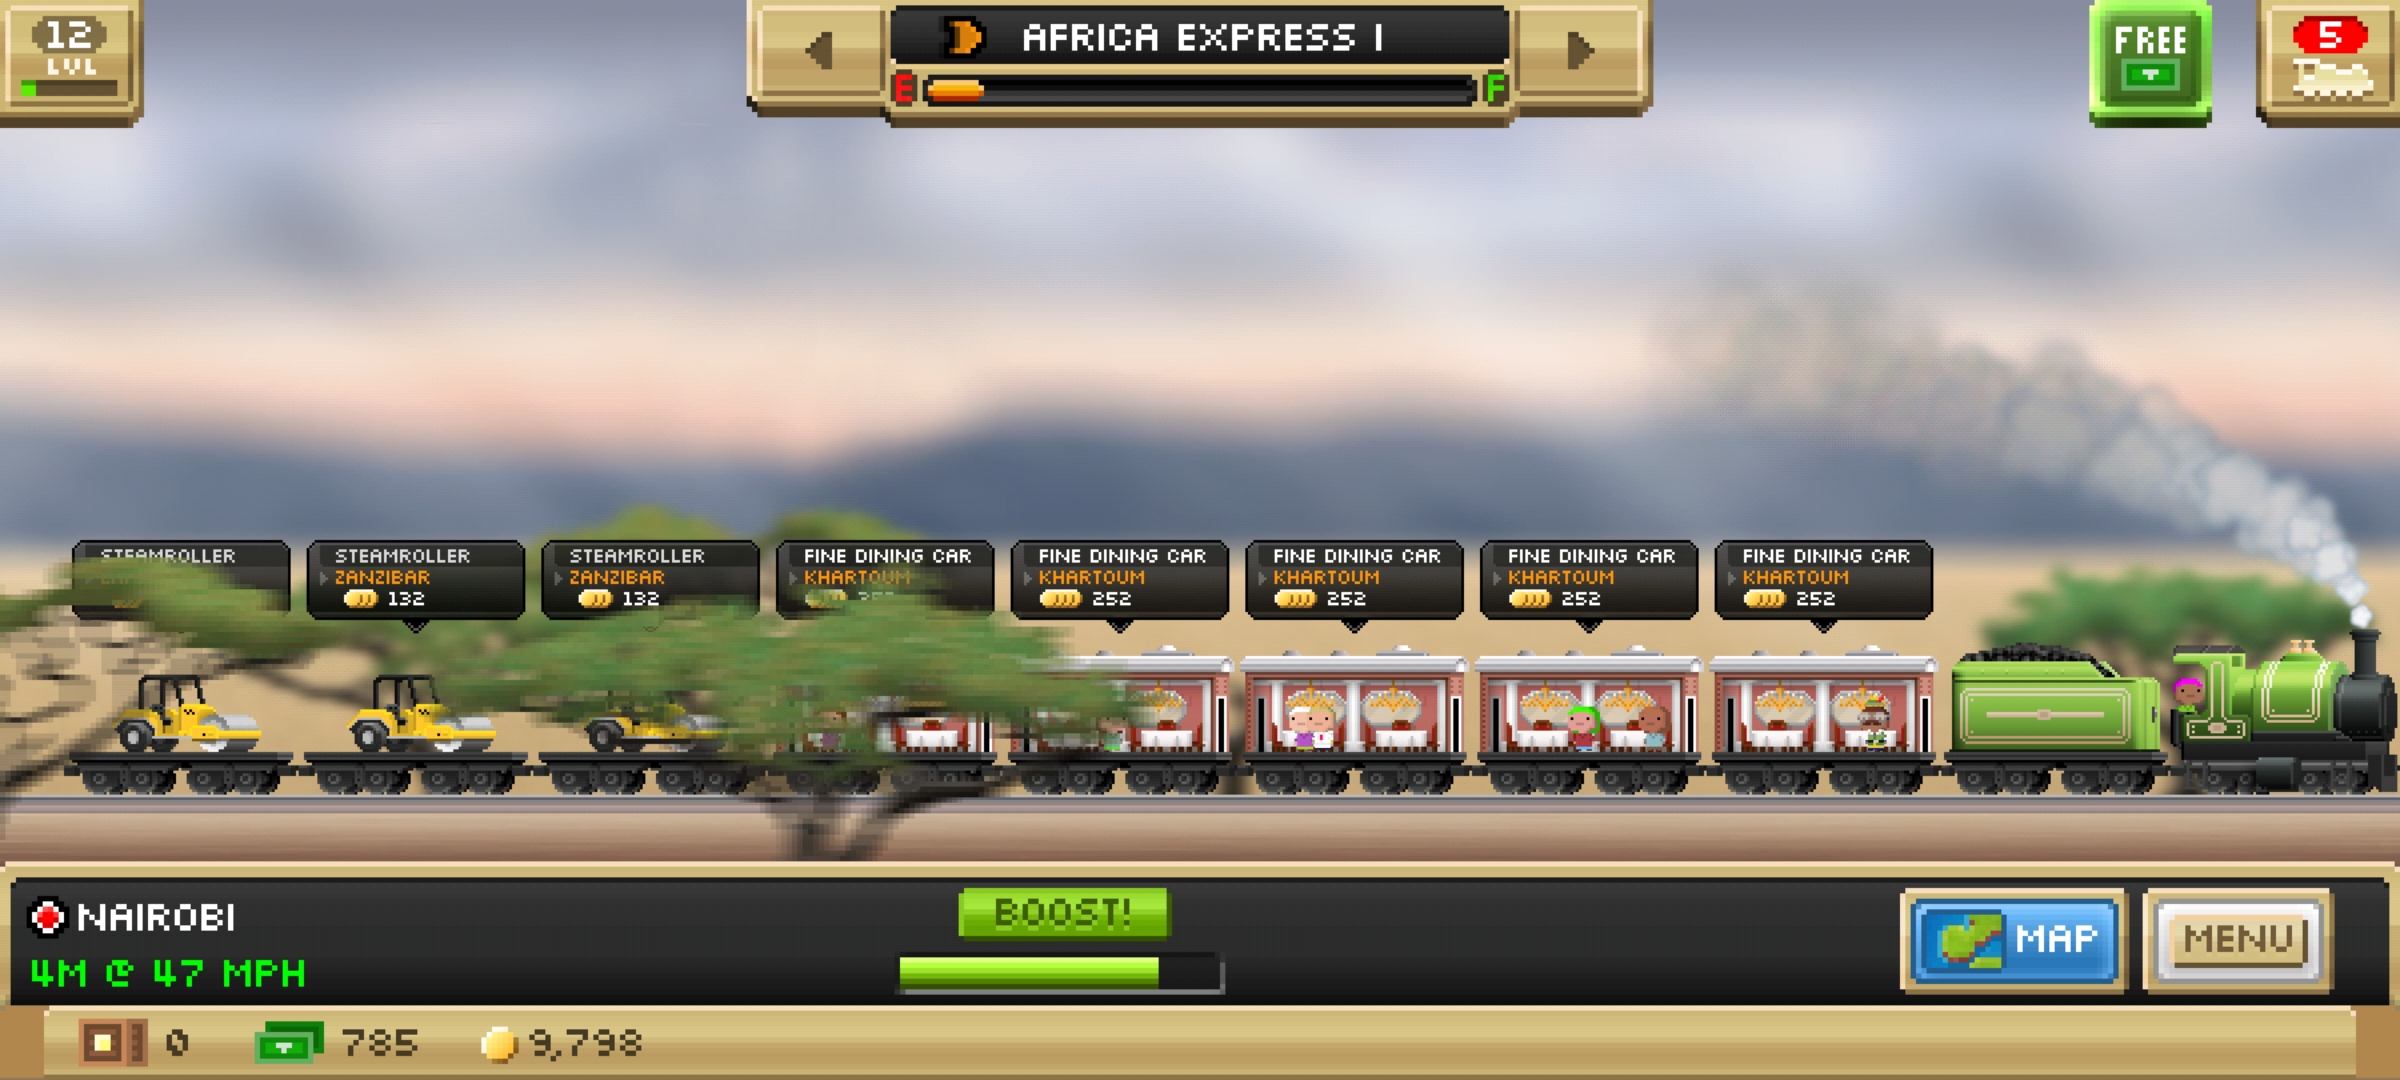 12
LVL
AFRICA EXPRESS I
E F
FREE
5
STEAMROLLER
STEAMROLLER
ZANZIBAR
132
STEAMROLLER
ZANZIBAR
132
FINE DINING CAR
KHARTOUM
FINE DINING CAR
KHARTOUM
252
FINE DINING CAR
KHARTOUM
252
FINE DINING CAR
KHARTOUM
252
FINE DINING CAR
KHARTOUM
252
NAIROBI
4M @ 47 MPH
BOOST!
MAP
MENU
0 785 9,798